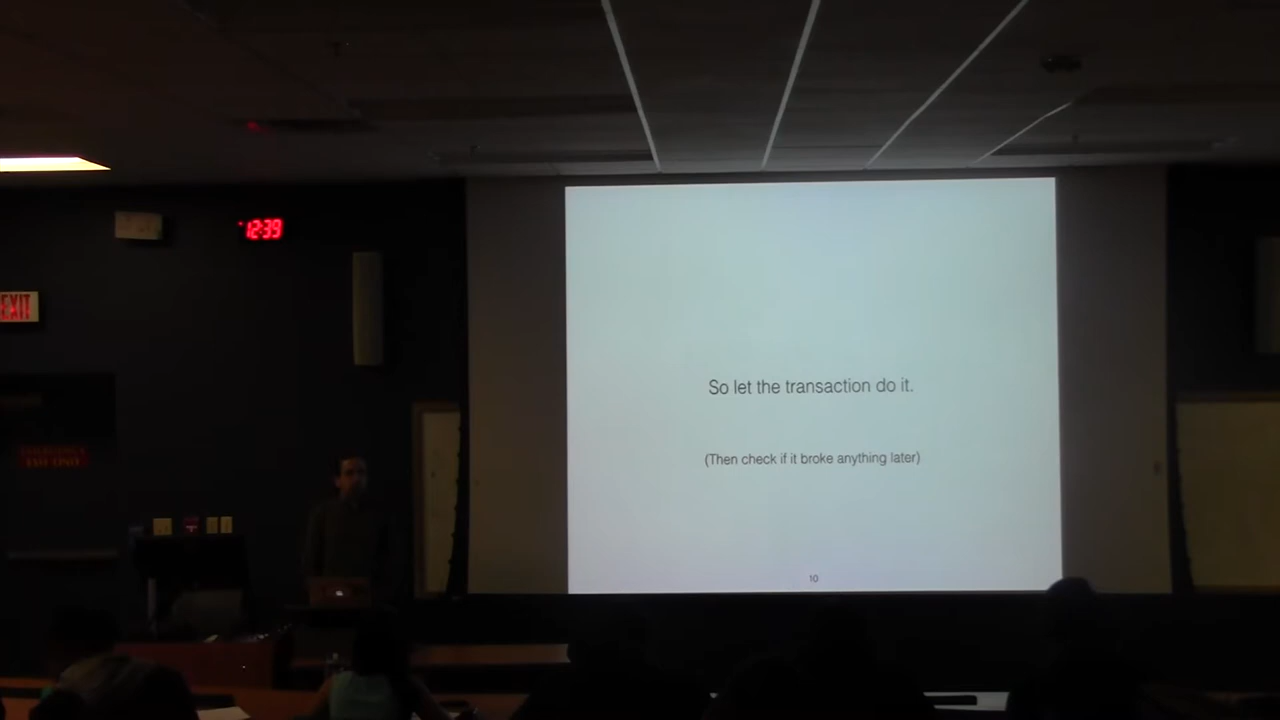 12:39
EXIT
So let the transaction do it.
(Then check if it broke anything later)
10